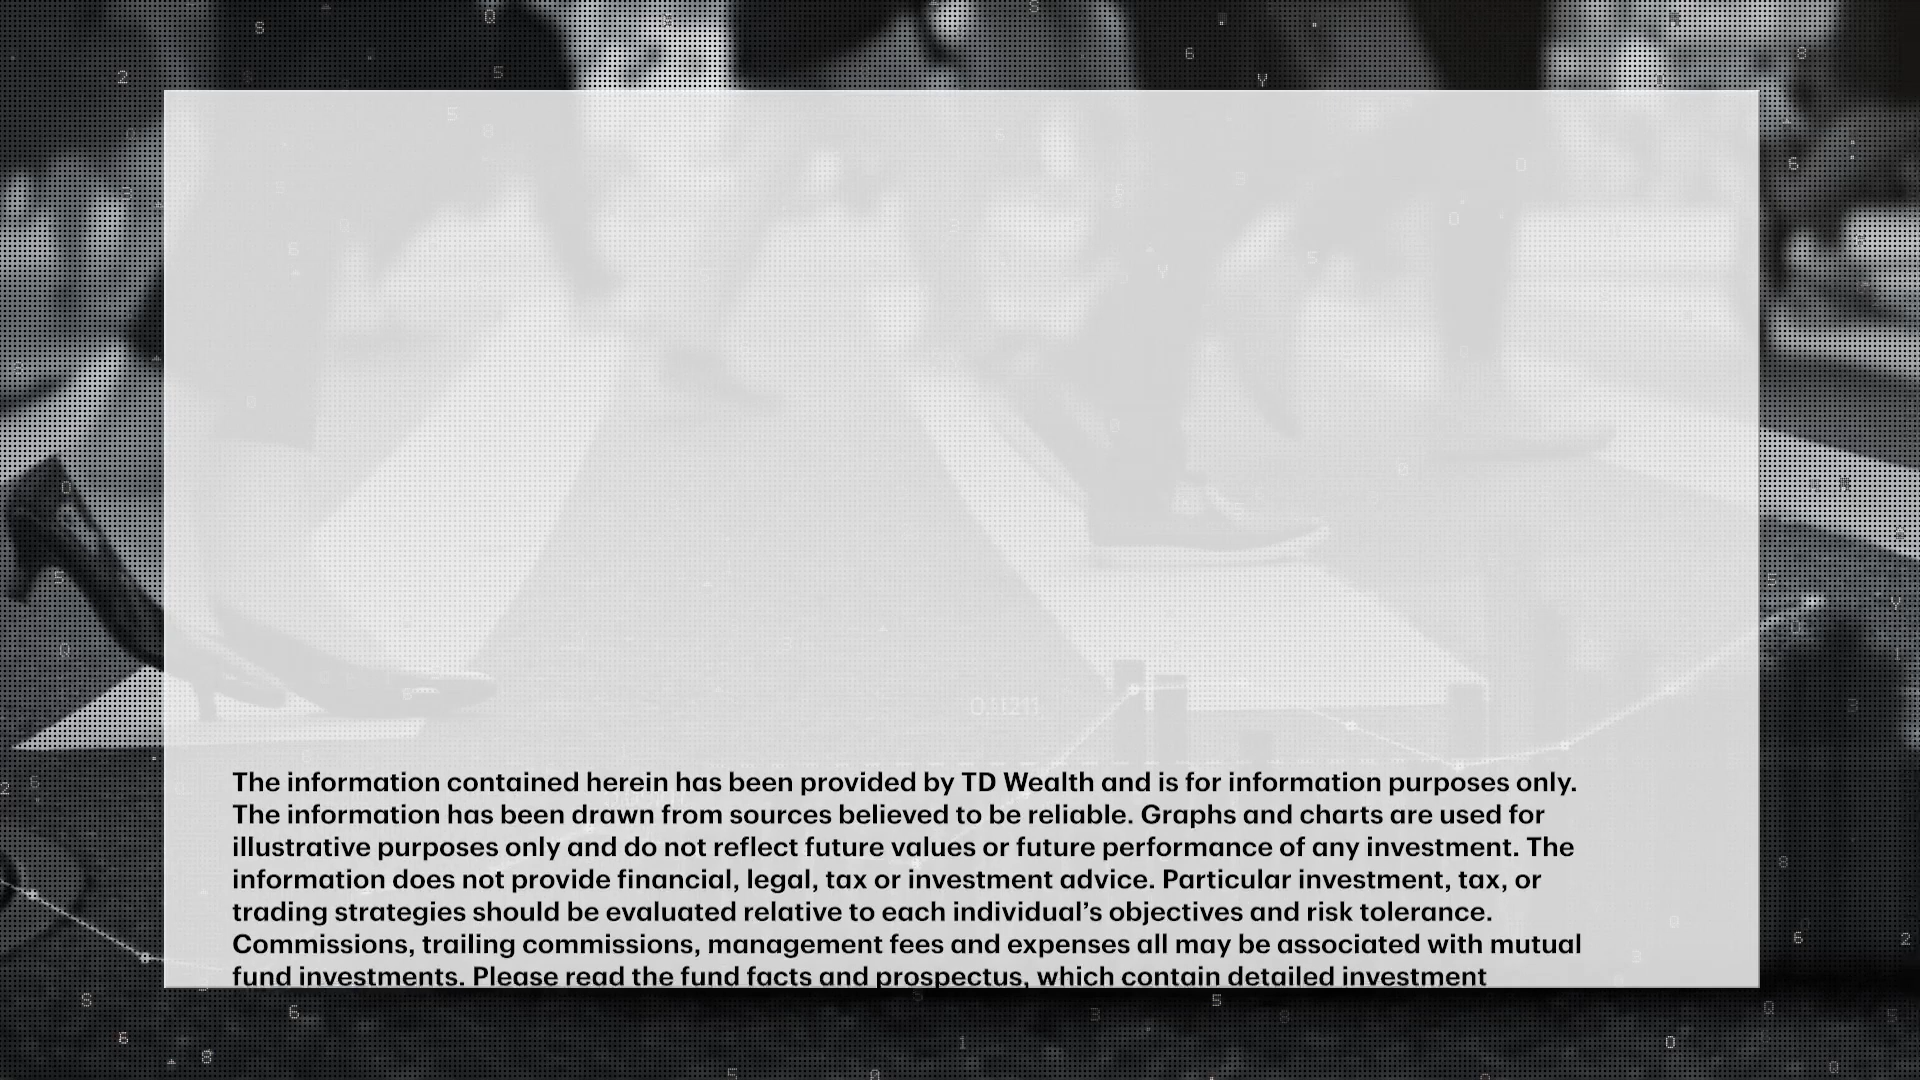 The information contained herein has been provided by TD Wealth and is for information purposes only.
The information has been drawn from sources believed to be reliable. Graphs and charts are used for
illustrative purposes only and do not reflect future values or future performance of any investment. The
information does not provide financial, legal, tax or investment advice. Particular investment, tax, or
trading strategies should be evaluated relative to each individual’s objectives and risk tolerance.
Commissions, trailing commissions, management fees and expenses all may be associated with mutual
fund investments. Please read the fund facts and prospectus, which contain detailed investment